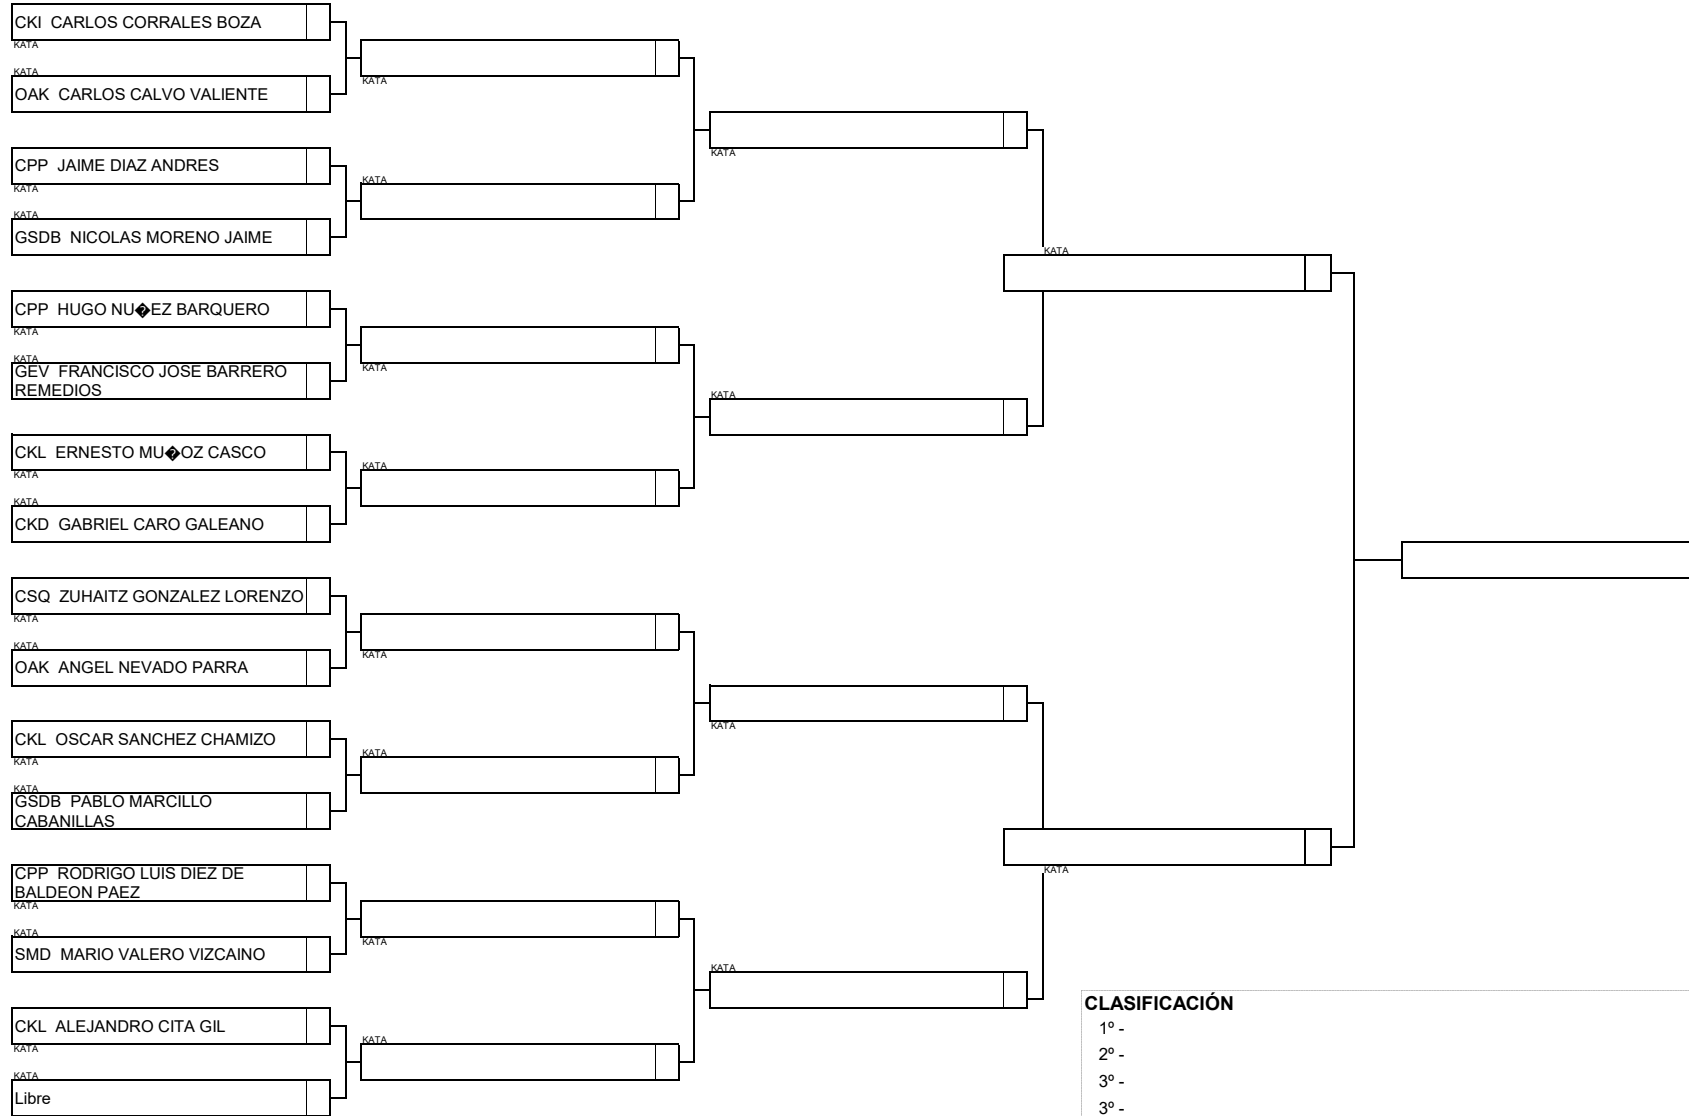 CKI CARLOS CORRALES BOZA
KATA
KATA
KATA
OAK CARLOS CALVO VALIENTE
KATA
CPP JAIME DIAZ ANDRES
KATA
KATA
KATA
GSDB NICOLAS MORENO JAIME
KATA
CPP HUGO NU�EZ BARQUERO
KATA
KATA
KATA
KATA
GEV FRANCISCO JOSE BARRERO
REMEDIOS
CKL ERNESTO MU�OZ CASCO
KATA
KATA
KATA
CKD GABRIEL CARO GALEANO
CSQ ZUHAITZ GONZALEZ LORENZO
KATA
KATA
KATA
OAK ANGEL NEVADO PARRA
KATA
CKL OSCAR SANCHEZ CHAMIZO
KATA
KATA
KATA
GSDB PABLO MARCILLO
CABANILLAS
CPP RODRIGO LUIS DIEZ DE
BALDEON PAEZ
KATA
KATA
KATA
KATA
SMD MARIO VALERO VIZCAINO
KATA
CKL ALEJANDRO CITA GIL
KATA
KATA
KATA
Libre
CLASIFICACIÓN
1º -
2º -
3º -
3º -